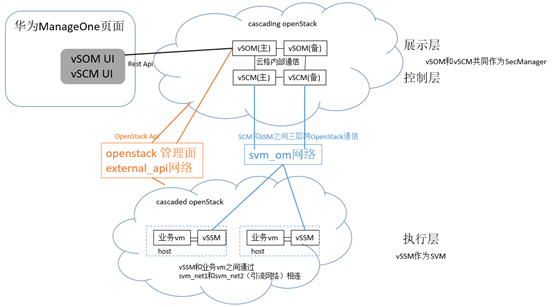 华为ManageOne页面
vSOM UI
vSCM UI
Rest Api
cascading openStack
vSOM(主)
vSOM(备)
云格内部通信
vSCM(主)
vSCM(备)
展示层
vSOM和vSCM共同作为SecManager
控制层
OpenStack Api
SCM和SSM之间三层跨OpenStack通信
openstack 管理面
external_api网络
svm_om网络
cascaded openStack
业务vm
vSSM
host
业务vm
vSSM
host
vSSM和业务vm之间通过
svm_net1和svm_net2（引流网络）相连
执行层
vSSM作为SVM